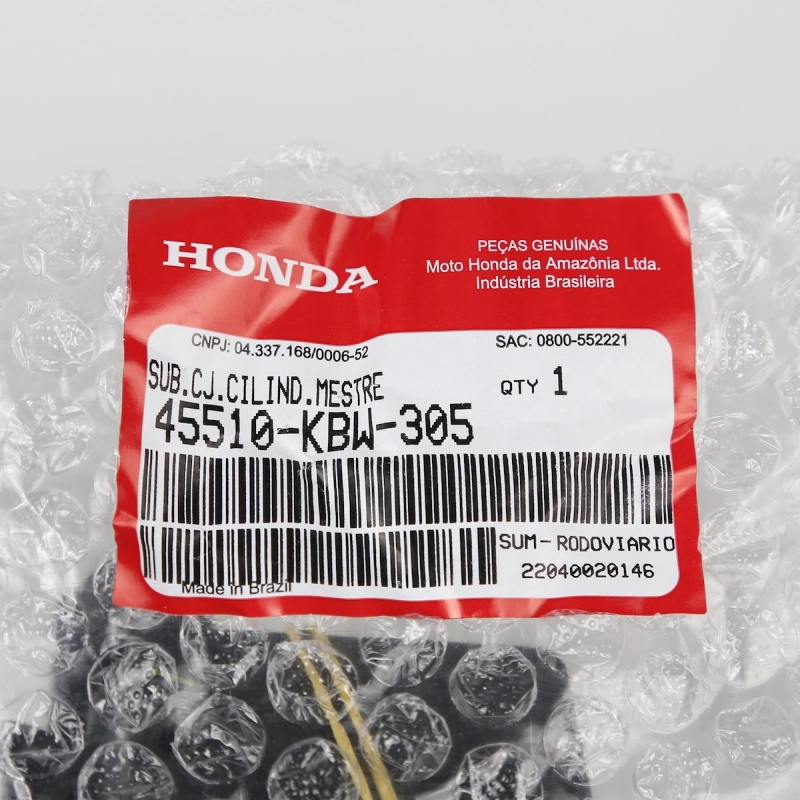 HONDA
PEÇAS GENUÍNAS
Moto Honda da Amazônia Ltda.
Indústria Brasileira
CNPJ: 04.337.168/0006-52
SAC: 0800-552221
SUB.CJ.CILIND.MESTRE
QTY 1
45510-KBW-305
SUM-RODOVIARIO
22040020146
Made in Brazil